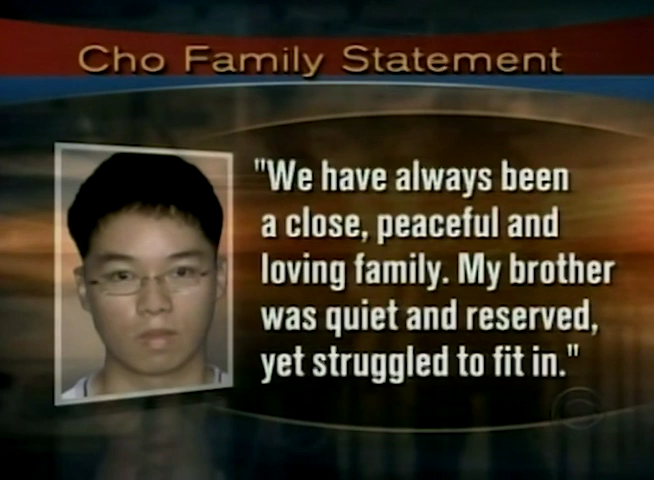 Cho Family Statement
"We have always been
a close, peaceful and
loving family. My brother
was quiet and reserved,
yet struggled to fit in."